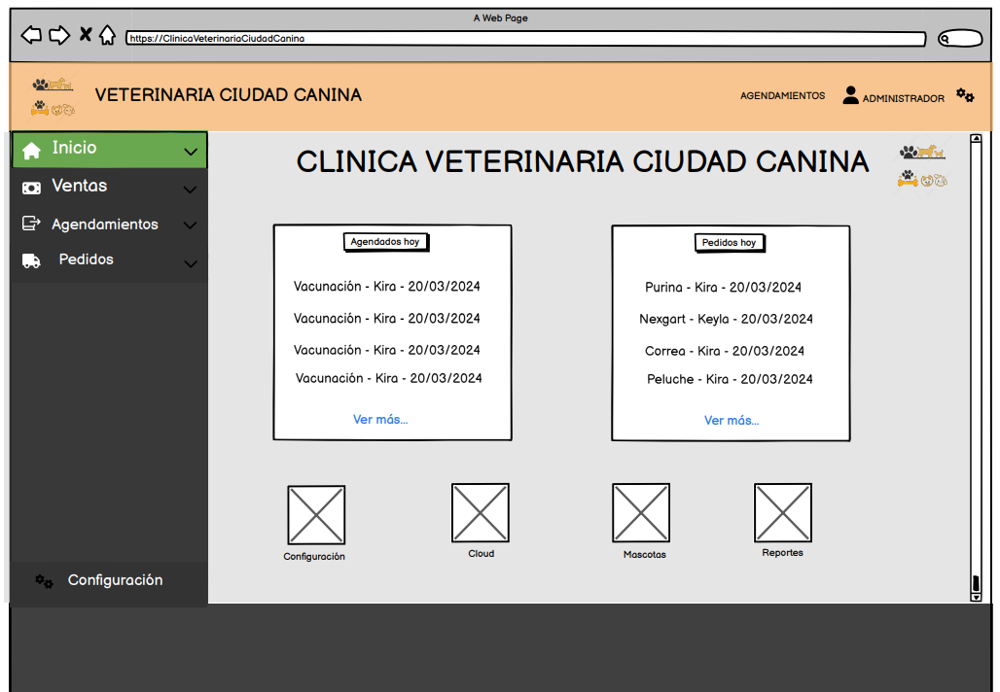 A Web Page
https://ClinicaVeterinariaCiudadCanina
VETERINARIA CIUDAD CANINA
AGENDAMIENTOS
ADMINISTRADOR
Inicio
Ventas
Agendamientos
Pedidos
Configuración
CLINICA VETERINARIA CIUDAD CANINA
Agendados hoy
Vacunación - Kira - 20/03/2024
Vacunación - Kira - 20/03/2024
Vacunación - Kira - 20/03/2024
Vacunación - Kira - 20/03/2024
Ver más...
Pedidos hoy
Purina - Kira - 20/03/2024
Nexgart - Keyla - 20/03/2024
Correa - Kira - 20/03/2024
Peluche - Kira - 20/03/2024
Ver más...
Configuración
Cloud
Mascotas
Reportes